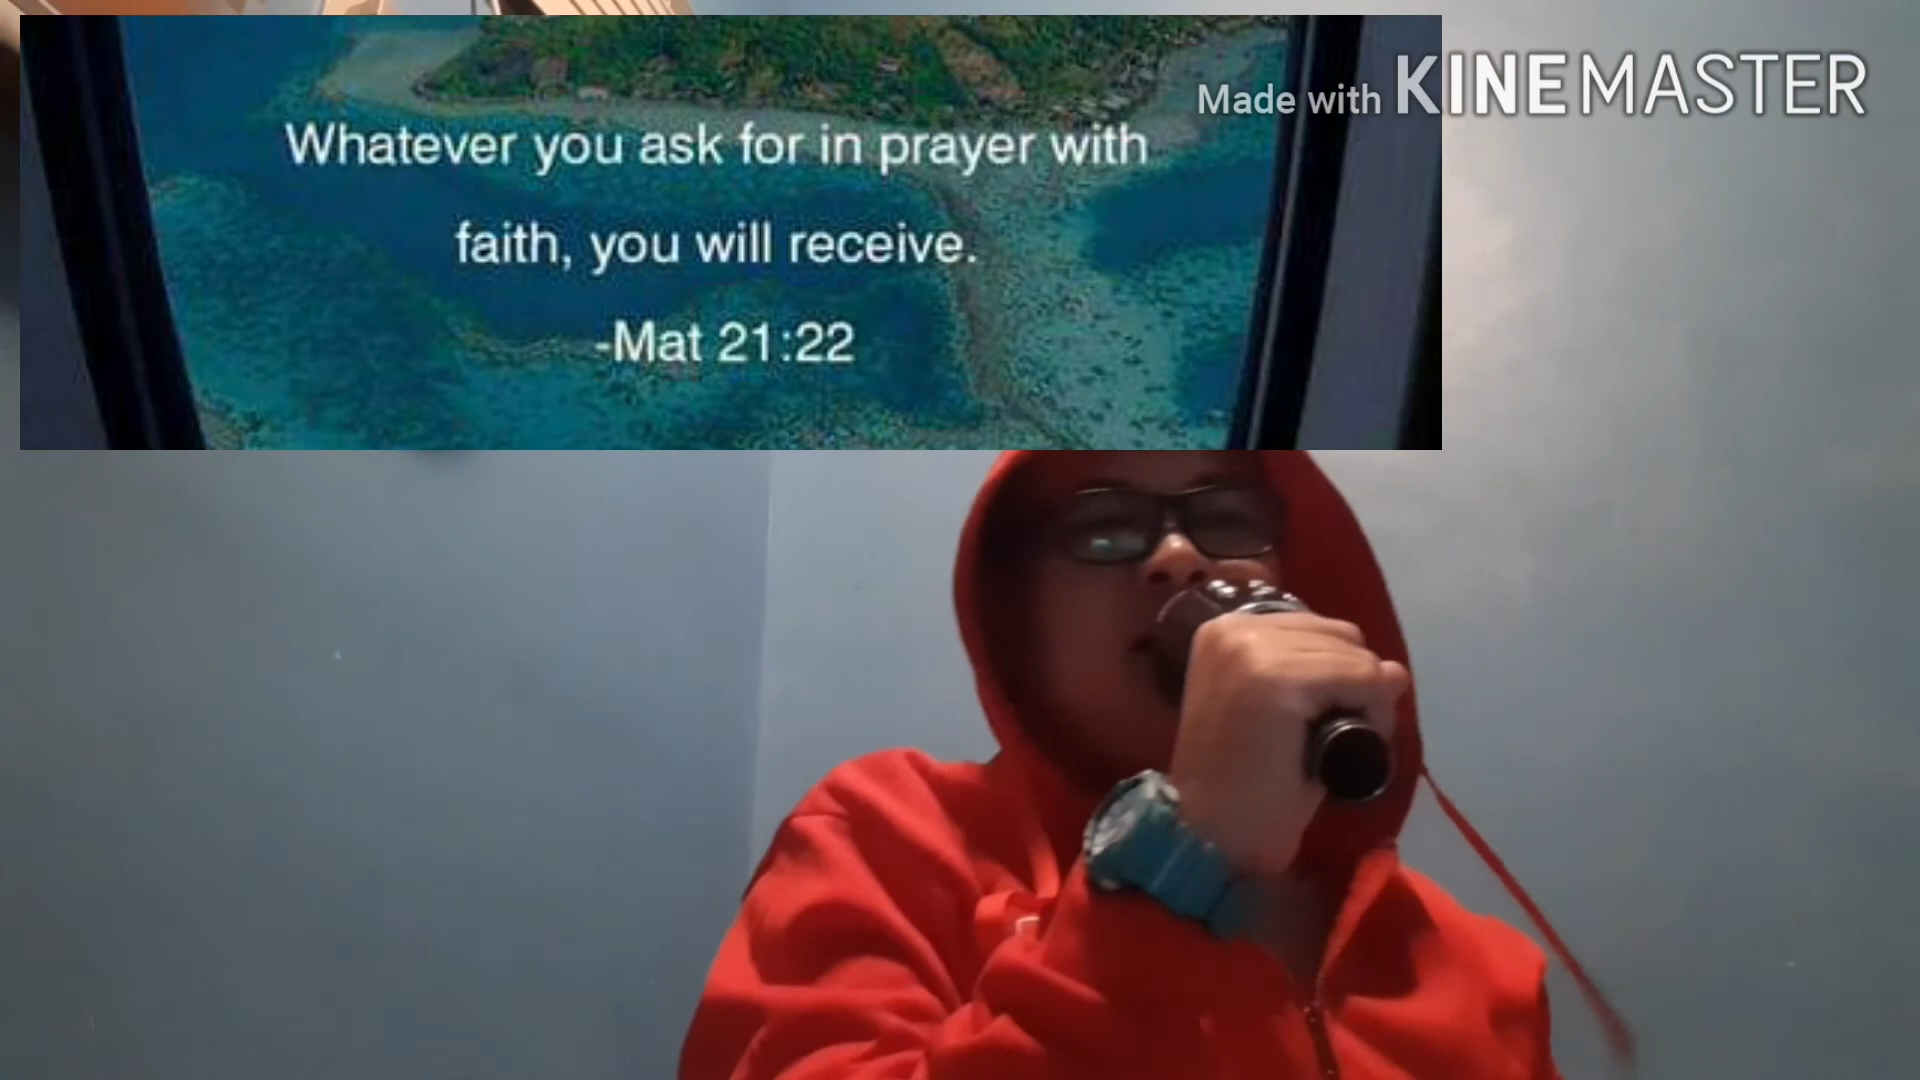 Made with KINEMASTER
Whatever you ask for in prayer with
faith, you will receive.
-Mat 21:22